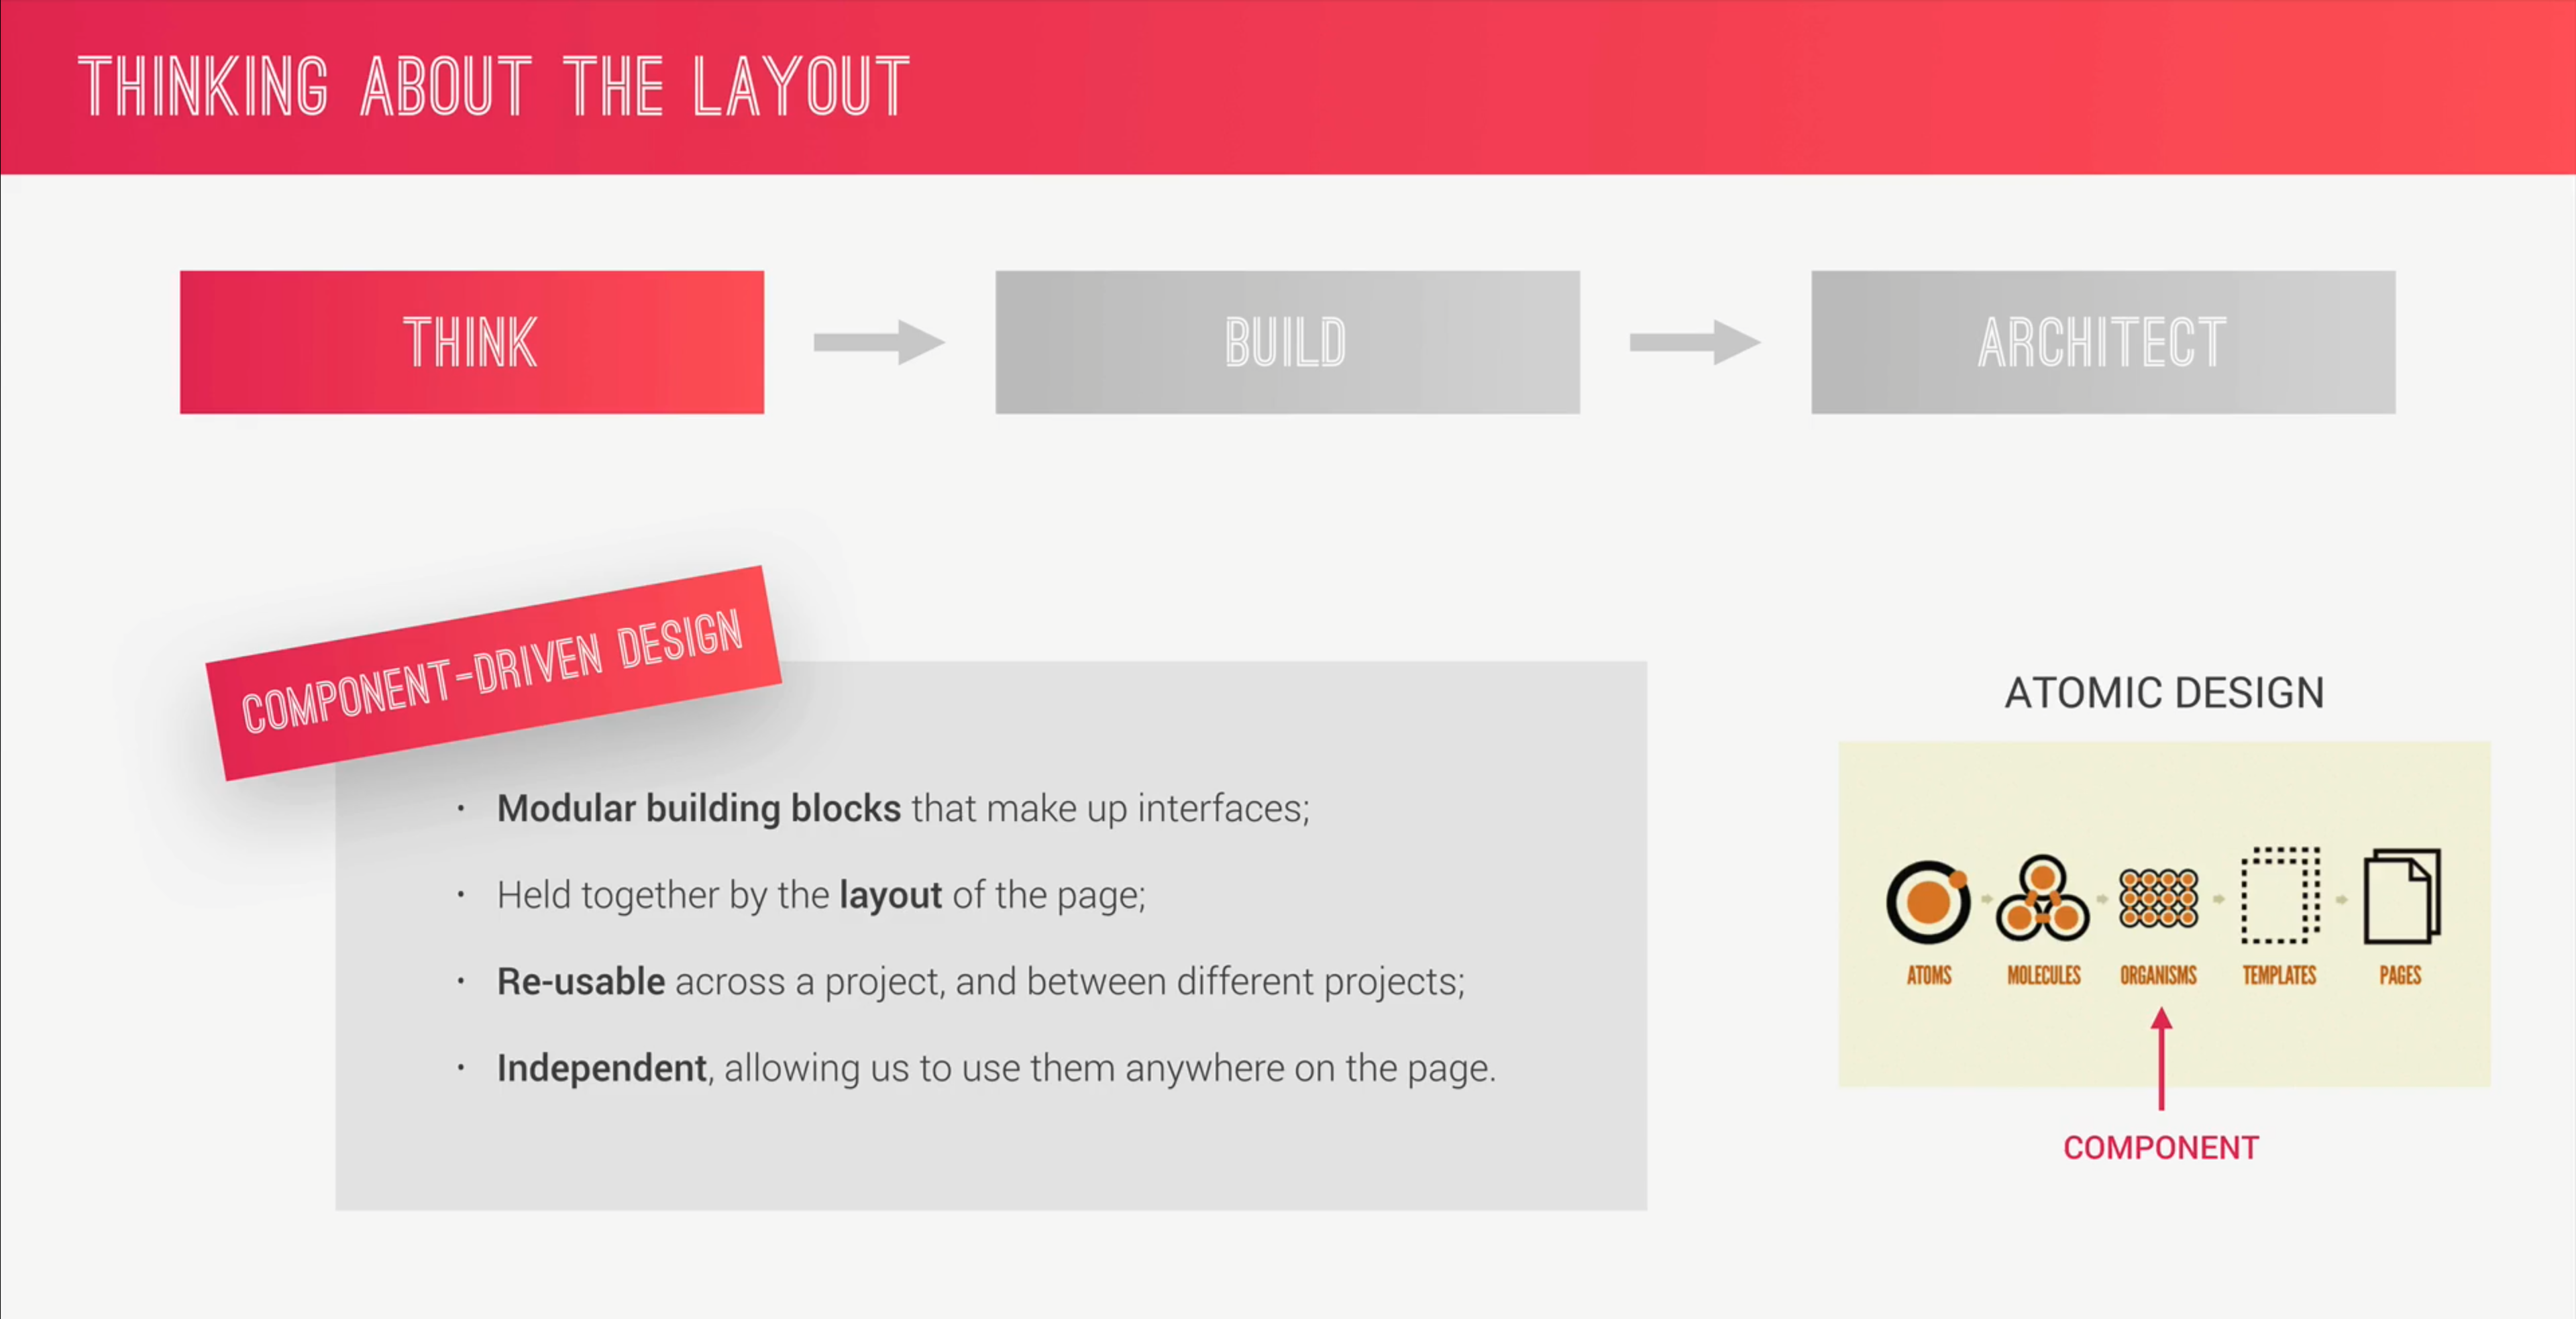 THINKING ABOUT THE LAYOUT
THINK
BUILD
ARCHITECT
COMPONENT-DRIVEN DESIGN
• Modular building blocks that make up interfaces;
• Held together by the layout of the page;
• Re-usable across a project, and between different projects;
• Independent, allowing us to use them anywhere on the page.
ATOMIC DESIGN
ATOMS MOLECULES ORGANISMS TEMPLATES PAGES
COMPONENT